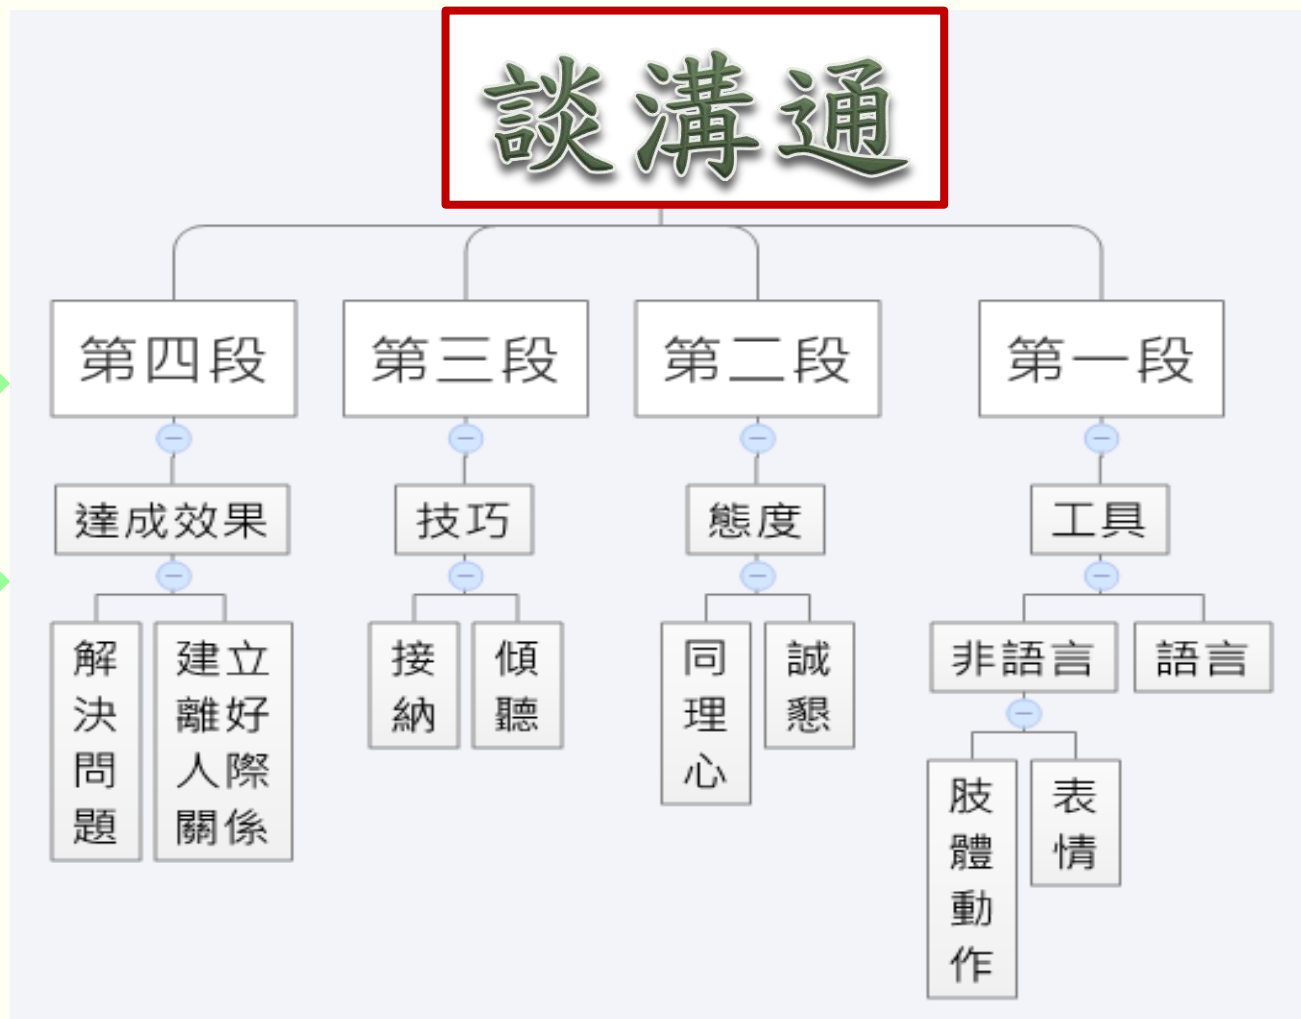 談溝通
第四段
第三段
第二段
第一段
達成效果
技巧
態度
工具
解決問題
建立
離好
人際
關係
接納
傾聽
同理心
誠懇
非語言
語言
肢體動作
表情